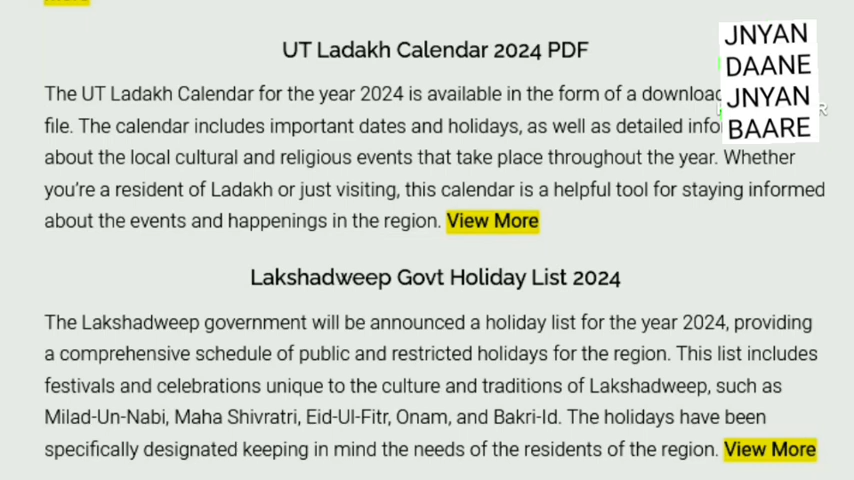 more
UT Ladakh Calendar 2024 PDF
The UT Ladakh Calendar for the year 2024 is available in the form of a
file. The calendar includes important dates and holidays, as well as detailed
about the local cultural and religious events that take place throughout the year. Whether
you're a resident of Ladakh or just visiting, this calendar is a helpful tool for staying informed
about the events and happenings in the region. View More
Lakshadweep Govt Holiday List 2024
The Lakshadweep government will be announced a holiday list for the year 2024, providing
a comprehensive schedule of public and restricted holidays for the region. This list includes
festivals and celebrations unique to the culture and traditions of Lakshadweep, such as
Milad-Un-Nabi, Maha Shivratri, Eid-Ul-Fitr, Onam, and Bakri-Id. The holidays have been
specifically designated keeping in mind the needs of the residents of the region. View More
JNYAN
DAANE
JNYAN
BAARE